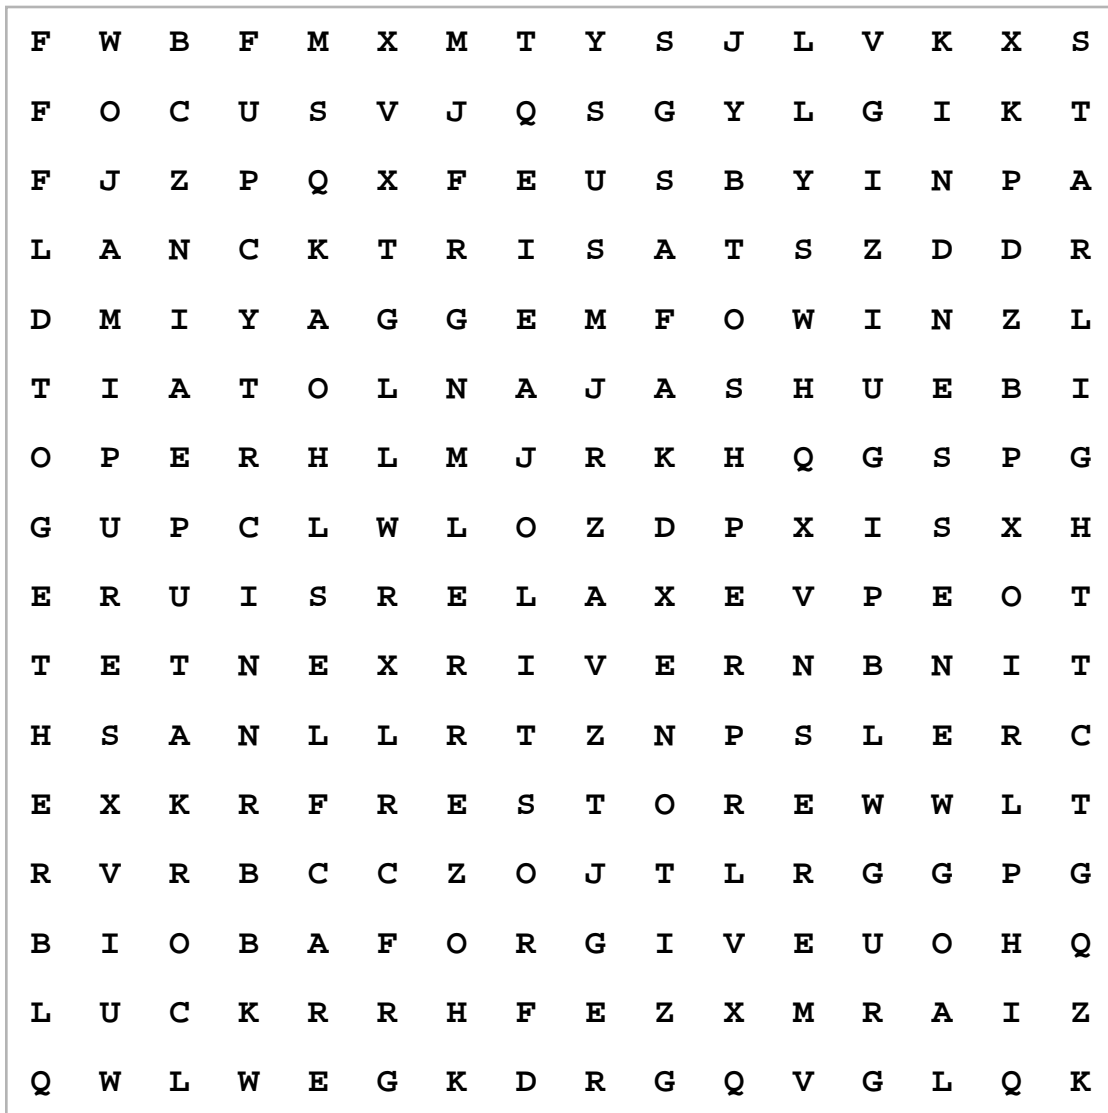 F W B F M X M T Y S J L V K X S
F O C U S V J Q S G Y L G I K T
F J Z P Q X F E U S B Y I N P A
L A N C K T R I S A T S Z D D R
D M I Y A G G E M F O W I N Z L
T I A T O L N A J A S H U E B I
O P E R H L M J R K H Q G S P G
G U P C L W L O Z D P X I S X H
E R U I S R E L A X E V P E O T
T E T N E X R I V E R N B N I T
H S A N L L R T Z N P S L E R C
E X K R F R E S T O R E W W L T
R V R B C C Z O J T L R G G P G
B I O B A F O R G I V E U O H Q
L U C K R R H F E Z X M R A I Z
Q W L W E G K D R G Q V G L Q K